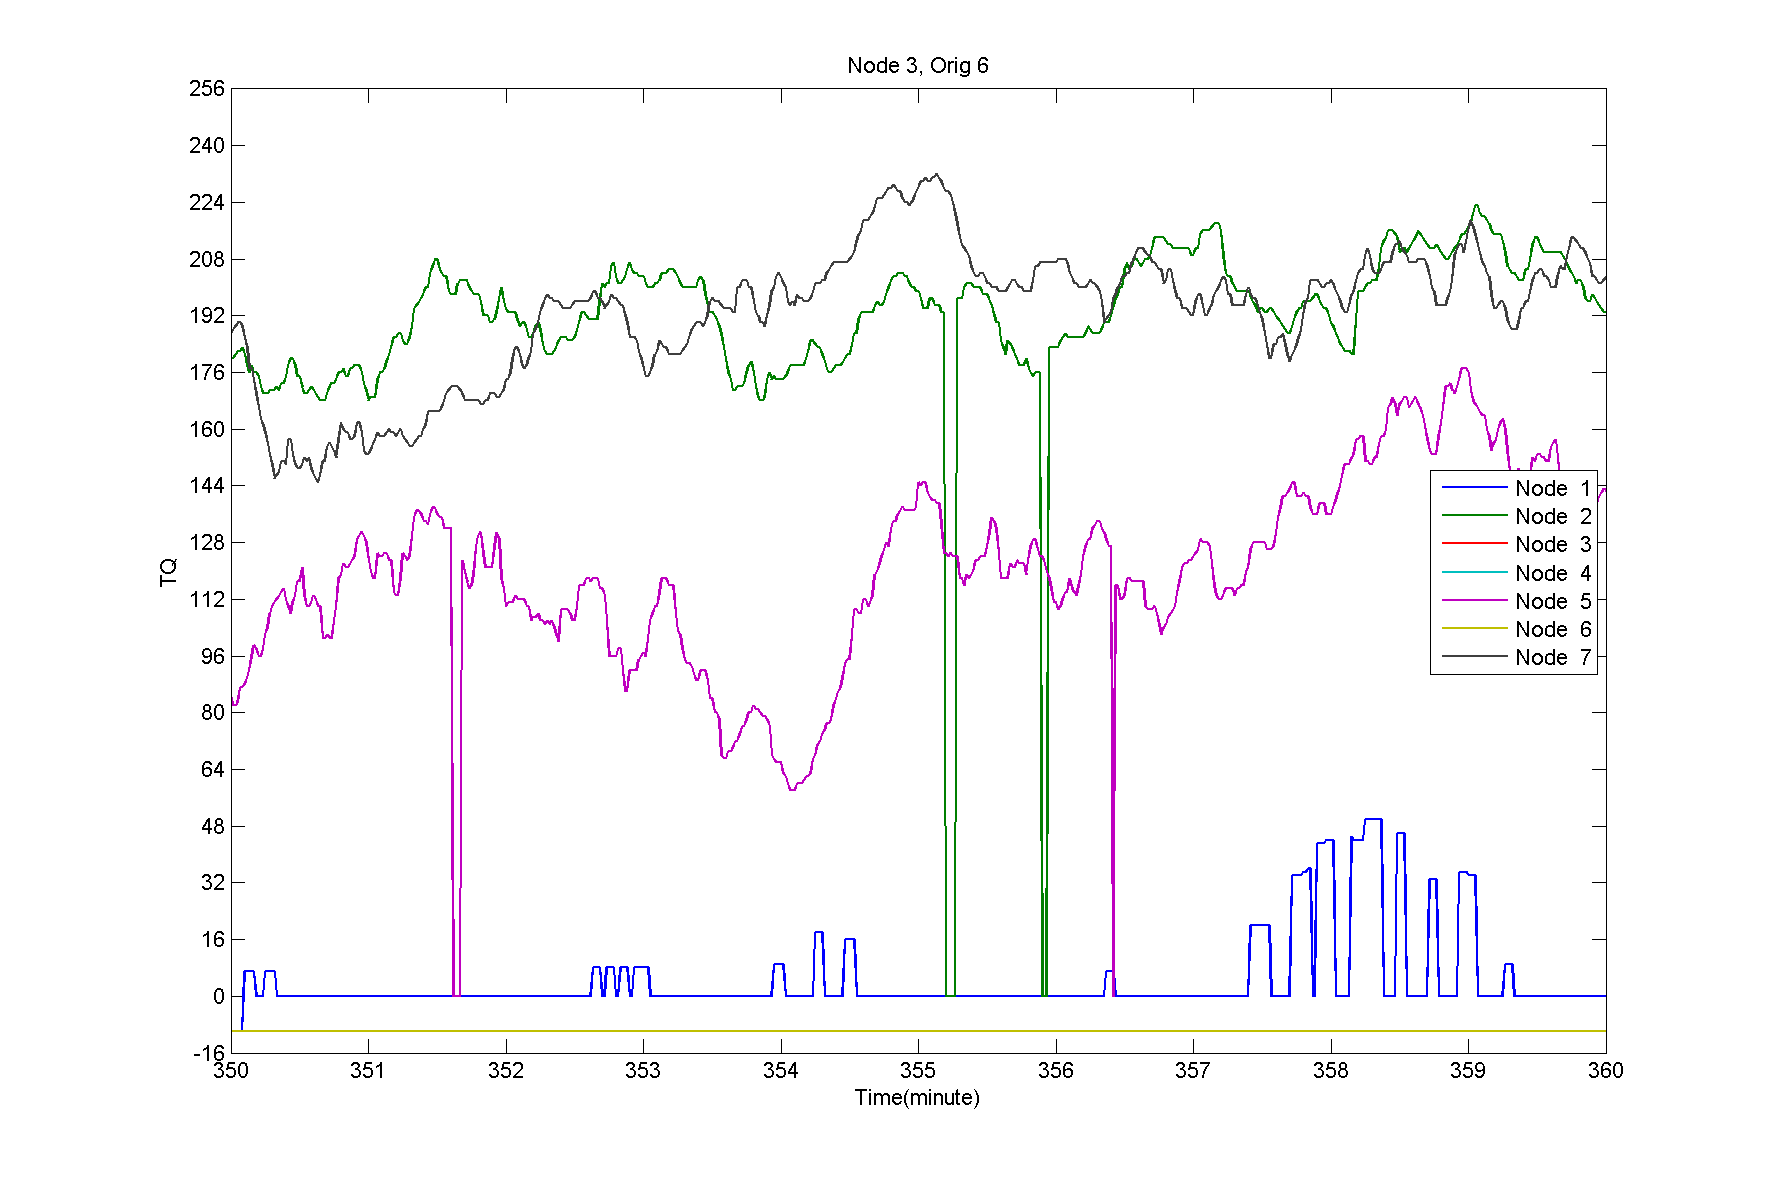 Node 3, Orig 6
256
240
224
208
192
176
160
144
128
112
96
80
64
48
32
16
0
-16
TQ
350 351 352 353 354 355 356 357 358 359 360
Time(minute)
Node 1
Node 2
Node 3
Node 4
Node 5
Node 6
Node 7